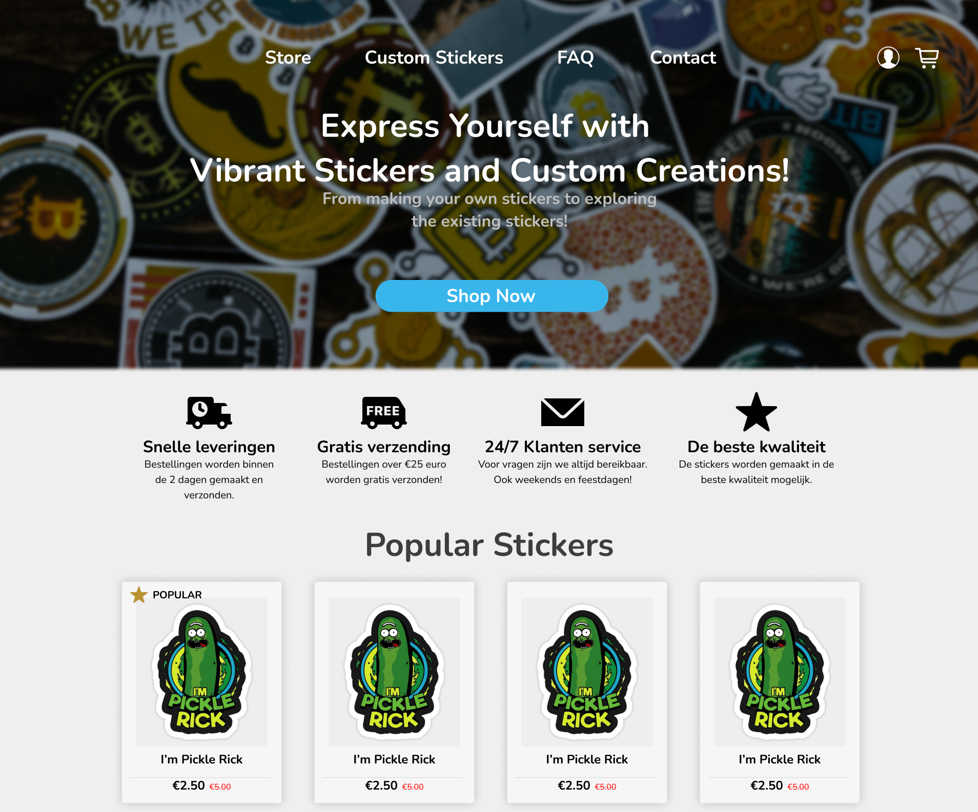 WE TR
Store
Custom Stickers
FAQ
Contact
Express Yourself with
Vibrant Stickers and Custom Creations!
From making your own stickers to exploring
the existing stickers!
Shop Now
FREE
Snelle leveringen
Gratis verzending
24/7 Klanten service
De beste kwaliteit
Bestellingen worden binnen
de 2 dagen gemaakt en
verzonden.
Bestellingen over €25 euro
worden gratis verzonden!
Voor vragen zijn we altijd bereikbaar.
Ook weekends en feestdagen!
De stickers worden gemaakt in de
beste kwaliteit mogelijk.
Popular Stickers
POPULAR
I'M
PICKLE
RICK
I'M
PICKLE
RICK
I'M
PICKLE
RICK
I'M
PICKLE
RICK
I’m Pickle Rick
I’m Pickle Rick
I’m Pickle Rick
I’m Pickle Rick
€2.50 €5.00
€2.50 €5.00
€2.50 €5.00
€2.50 €5.00